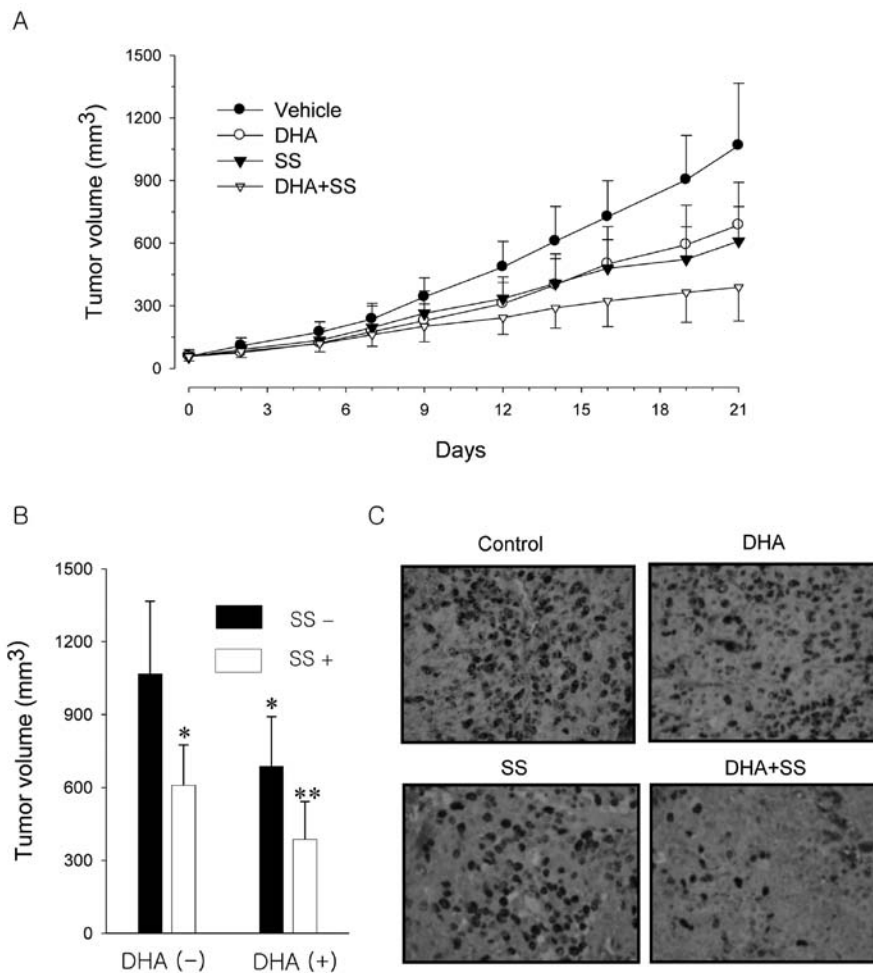 A
Tumor volume (mm³)
1500
1200
900
600
300
0
Vehicle
DHA
SS
DHA+SS
0 3 6 9 12 15 18 21
Days
B
Tumor volume (mm³)
1500
1200
900
600
300
0
SS −
SS +
*
*
**
DHA (−) DHA (+)
C
Control DHA
SS DHA+SS